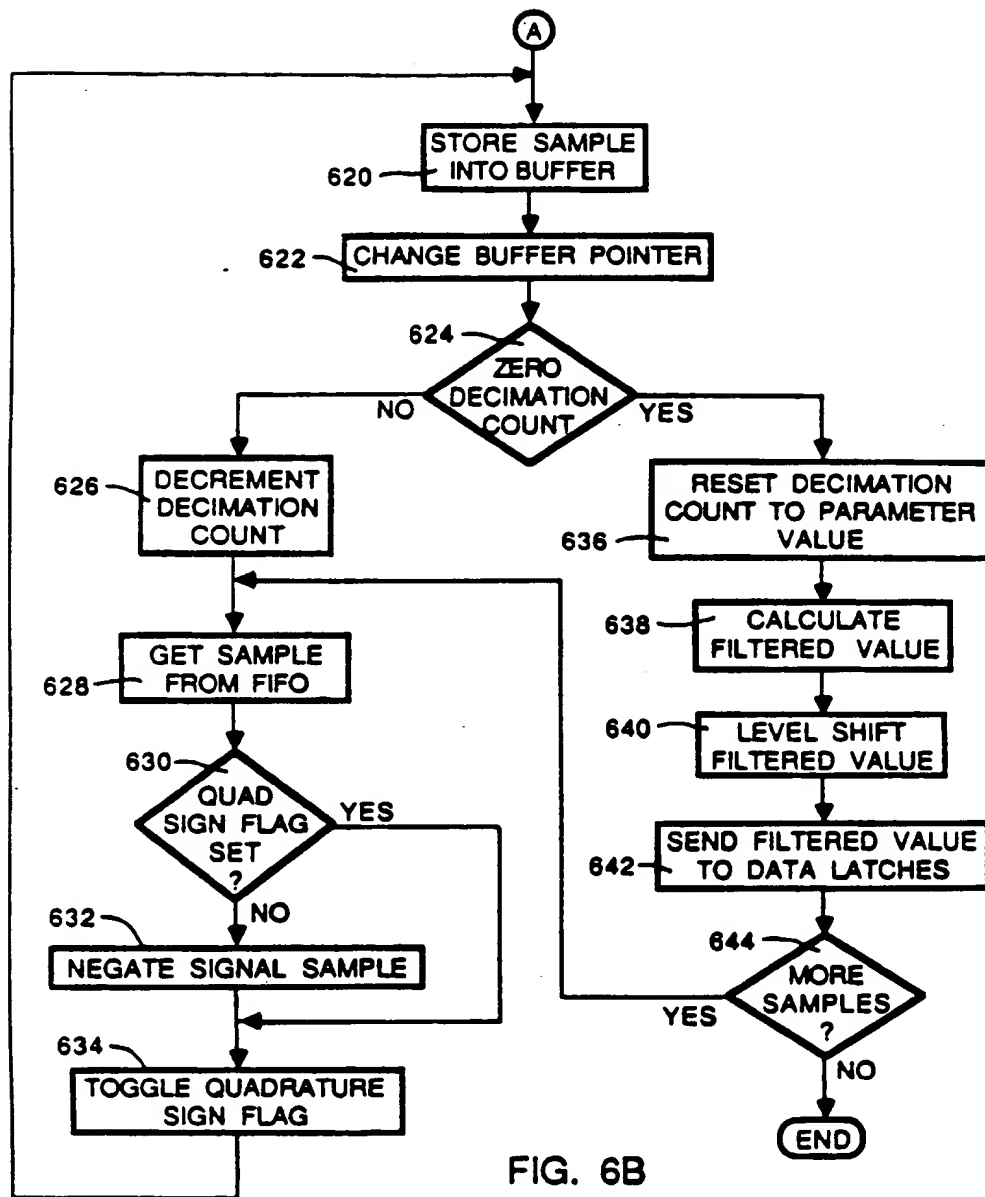 A
STORE SAMPLE
INTO BUFFER
620
CHANGE BUFFER POINTER
622
624
ZERO
DECIMATION
COUNT
NO
YES
626
DECREMENT
DECIMATION
COUNT
RESET DECIMATION
COUNT TO PARAMETER
VALUE
636
638
CALCULATE
FILTERED VALUE
GET SAMPLE
FROM FIFO
628
640
LEVEL SHIFT
FILTERED VALUE
630
QUAD
SIGN FLAG
SET
?
YES
NO
SEND FILTERED VALUE
TO DATA LATCHES
642
632
NEGATE SIGNAL SAMPLE
644
MORE
SAMPLES
?
YES
NO
634
TOGGLE QUADRATURE
SIGN FLAG
END
FIG. 6B